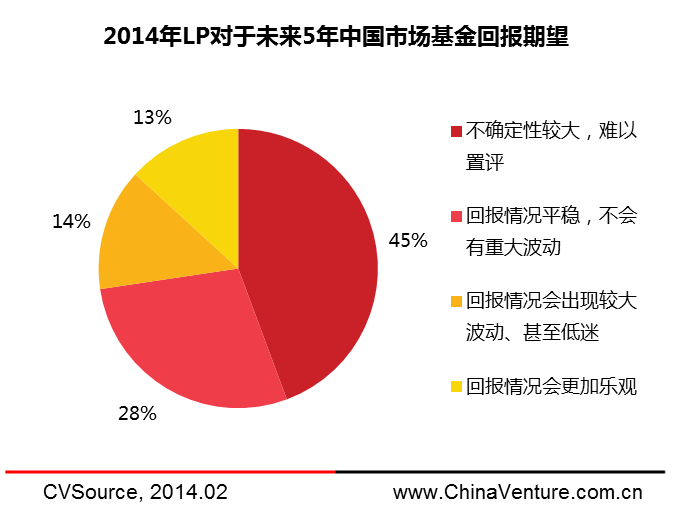 2014年LP对于未来5年中国市场基金回报期望
13%
45%
14%
28%
不确定性较大，难以
置评
回报情况平稳，不会
有重大波动
回报情况会出现较大
波动、甚至低迷
回报情况会更加乐观
CVSource, 2014.02
www.ChinaVenture.com.cn